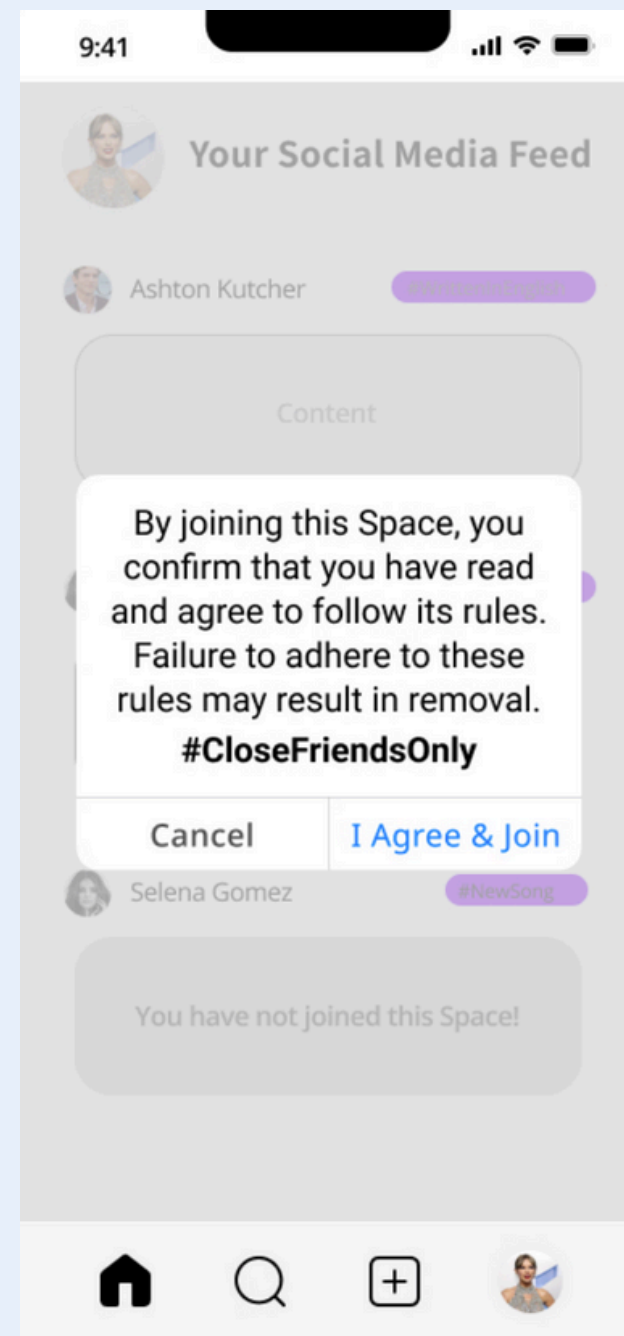 9:41
Your Social Media Feed
Ashton Kutcher
Content
By joining this Space, you
confirm that you have read
and agree to follow its rules.
Failure to adhere to these
rules may result in removal.
#CloseFriendsOnly
Cancel
I Agree & Join
Selena Gomez
#NewSong
You have not joined this Space!